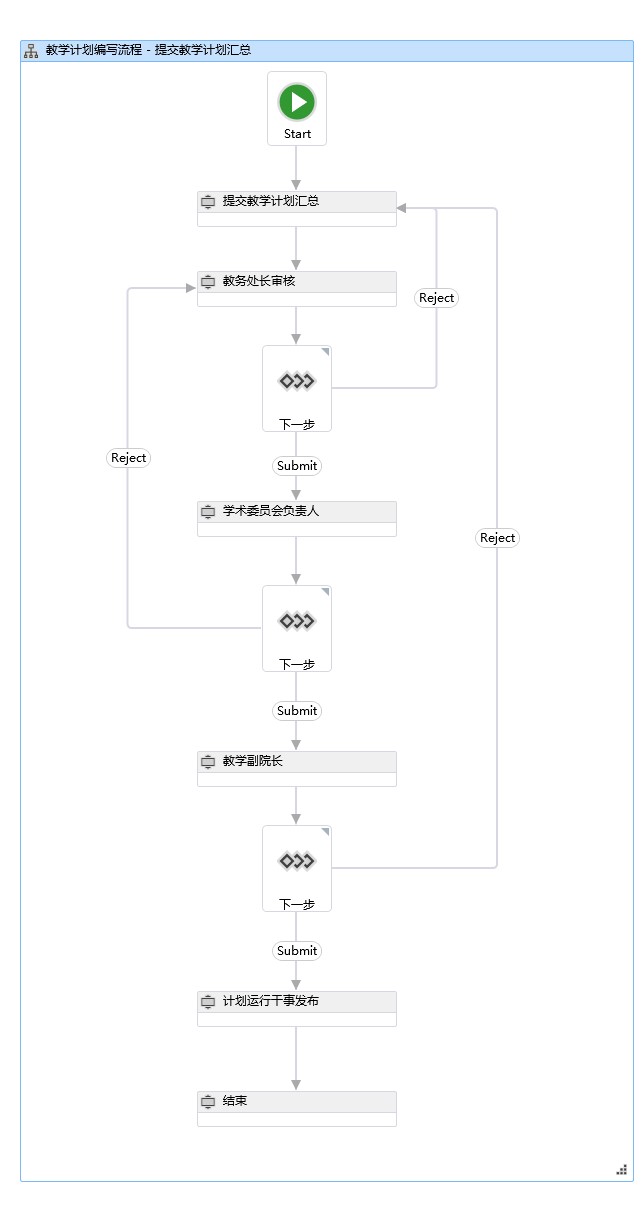 教学计划编写流程 - 提交教学计划汇总
Start
提交教学计划汇总
教务处长审核
Reject
下一步
Reject
Submit
学术委员会负责人
Reject
下一步
Submit
教学副院长
下一步
Submit
计划运行干事发布
结束